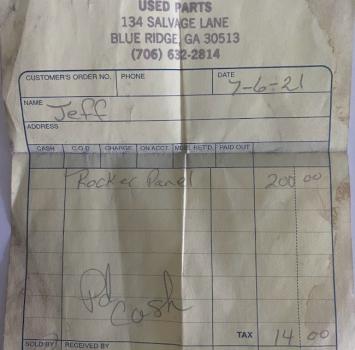 USED PARTS
134 SALVAGE LANE
BLUE RIDGE, GA 30513
(706) 632-2814
CUSTOMER'S ORDER NO. PHONE DATE 7-6-21
NAME Jeff
ADDRESS
CASH C.O.D. CHARGE ON ACCT. MDSE. RET'D. PAID OUT
Rocker Panel 200 00
Pd
Cash
TAX 14 00
SOLD BY RECEIVED BY